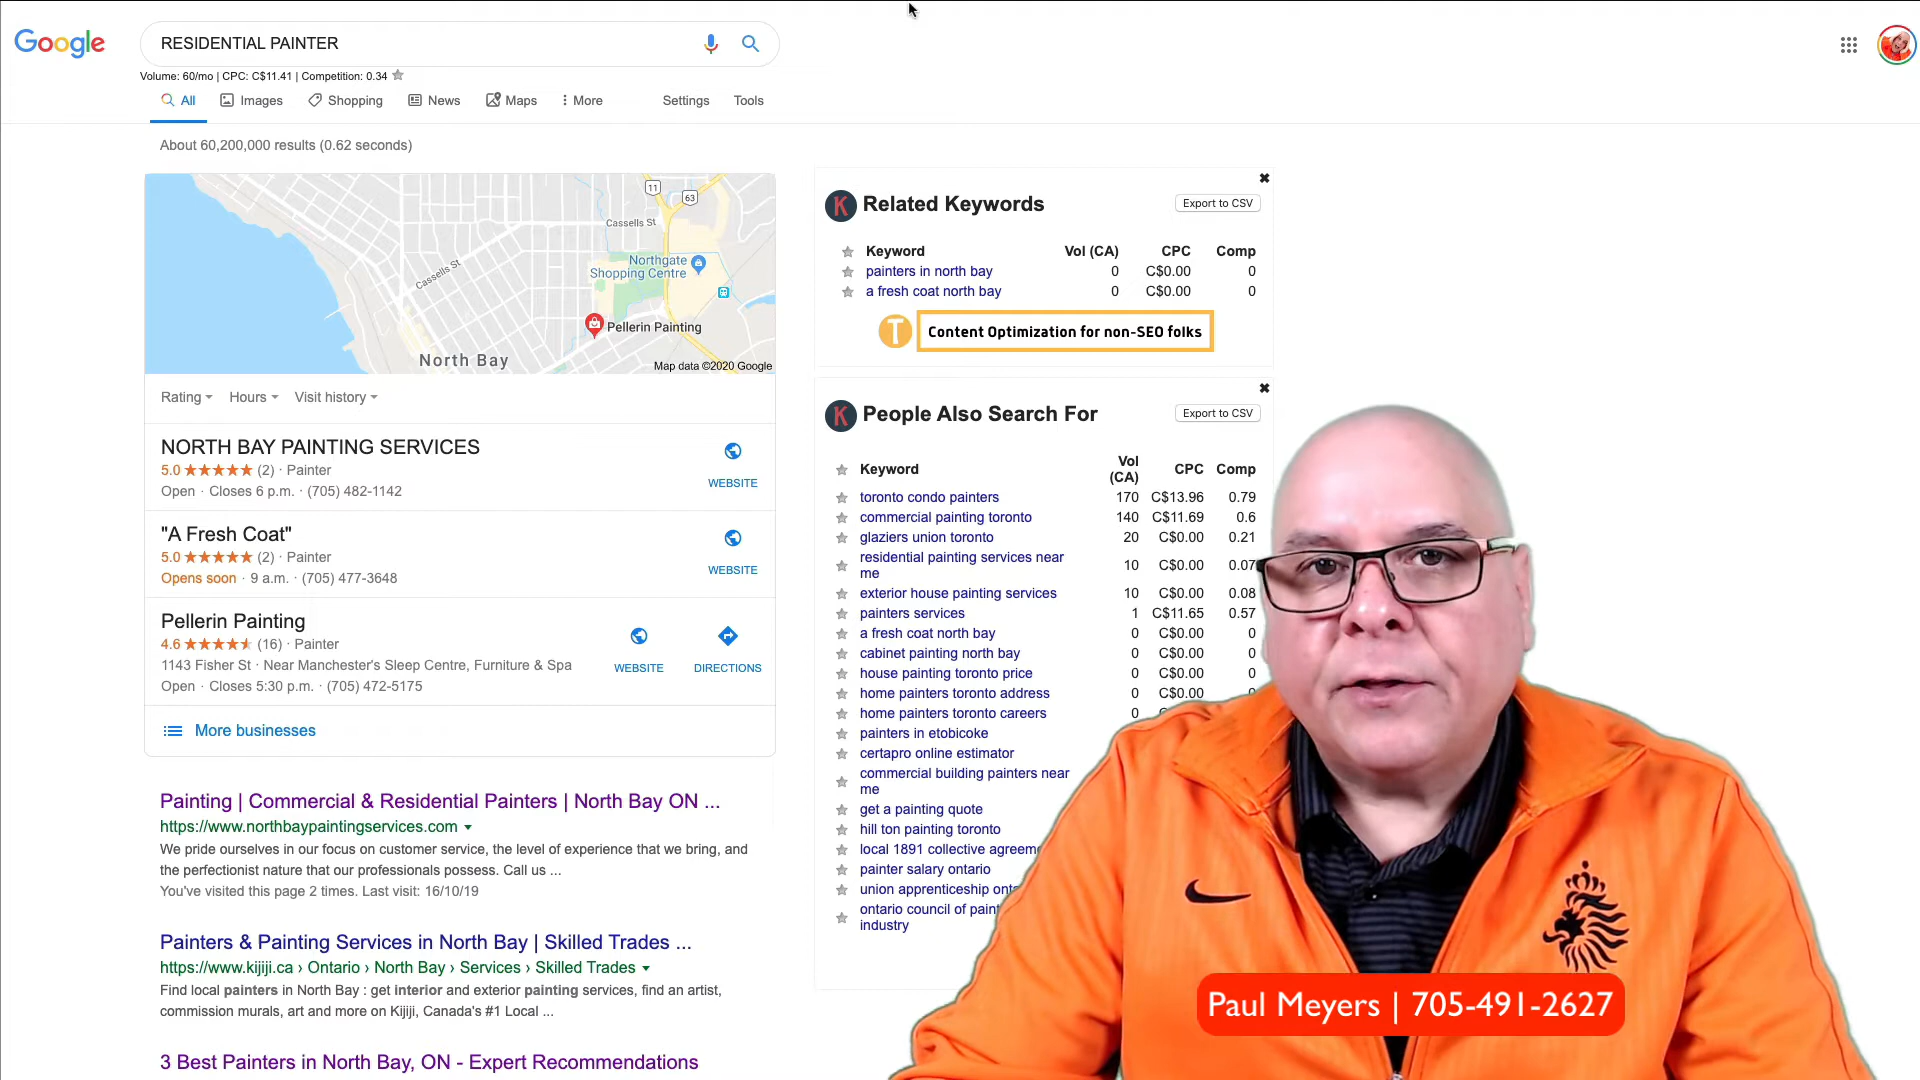 Google
RESIDENTIAL PAINTER
Volume: 60/mo | CPC: C$11.41 | Competition: 0.34
All Images Shopping News Maps More Settings Tools
About 60,200,000 results (0.62 seconds)
11
63
Cassells St
Cassells St
Northgate
Shopping Centre
Pellerin Painting
North Bay
Map data ©2020 Google
Rating Hours Visit history
NORTH BAY PAINTING SERVICES
5.0 (2) · Painter
Open · Closes 6 p.m. · (705) 482-1142
WEBSITE
"A Fresh Coat"
5.0 (2) · Painter
Opens soon · 9 a.m. · (705) 477-3648
WEBSITE
Pellerin Painting
4.6 (16) · Painter
1143 Fisher St · Near Manchester's Sleep Centre, Furniture & Spa
Open · Closes 5:30 p.m. · (705) 472-5175
WEBSITE
DIRECTIONS
More businesses
Painting | Commercial & Residential Painters | North Bay ON ...
https://www.northbaypaintingservices.com
We pride ourselves in our focus on customer service, the level of experience that we bring, and
the perfectionist nature that our professionals possess. Call us ...
You've visited this page 2 times. Last visit: 16/10/19
Painters & Painting Services in North Bay | Skilled Trades ...
https://www.kijiji.ca › Ontario › North Bay › Services › Skilled Trades
Find local painters in North Bay : get interior and exterior painting services, find an artist,
commission murals, art and more on Kijiji, Canada's #1 Local ...
3 Best Painters in North Bay, ON - Expert Recommendations
K Related Keywords Export to CSV
Keyword Vol (CA) CPC Comp
painters in north bay 0 C$0.00 0
a fresh coat north bay 0 C$0.00 0
T Content Optimization for non-SEO folks
K People Also Search For Export to CSV
Keyword Vol (CA) CPC Comp
toronto condo painters 170 C$13.96 0.79
commercial painting toronto 140 C$11.69 0.6
glaziers union toronto 20 C$0.00 0.21
residential painting services near
me 10 C$0.00 0.07
exterior house painting services 10 C$0.00 0.08
painters services 1 C$11.65 0.57
a fresh coat north bay 0 C$0.00 0
cabinet painting north bay 0 C$0.00 0
house painting toronto price 0 C$0.00 0
home painters toronto address 0 C$0.00 0
home painters toronto careers 0
painters in etobicoke
certapro online estimator
commercial building painters near
me
get a painting quote
hill ton painting toronto
local 1891 collective
painter salary ontario
union apprenticeship
ontario council of
industry
Paul Meyers | 705-491-2627